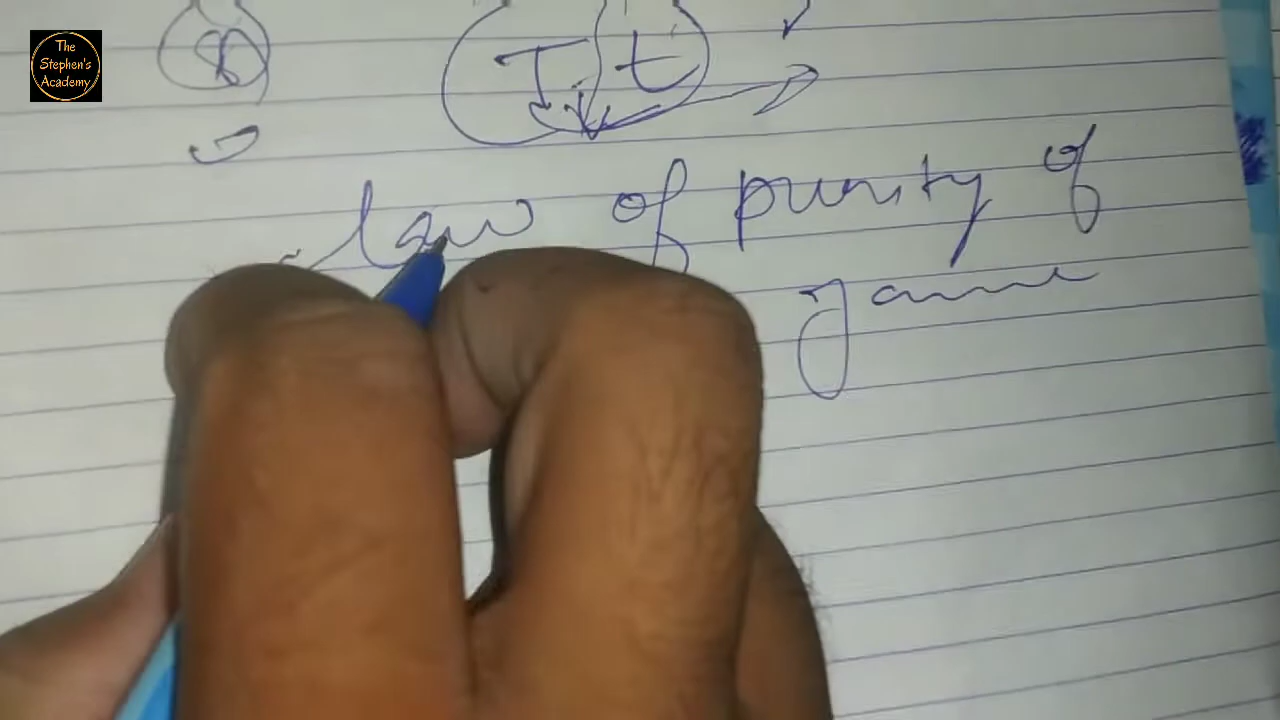 The
Stephen's
Academy
T t
law of purity of
game